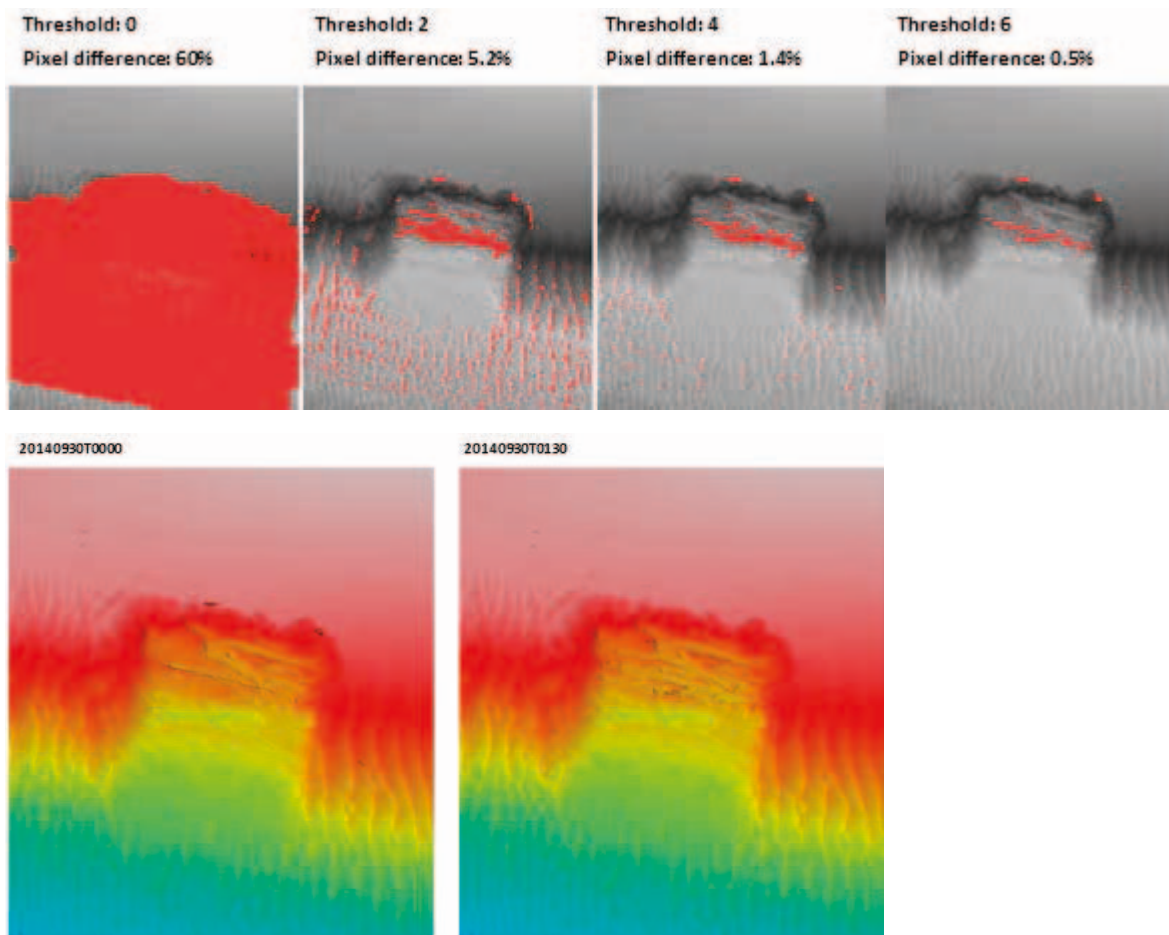 Threshold: 0
Pixel difference: 60%
Threshold: 2
Pixel difference: 5.2%
Threshold: 4
Pixel difference: 1.4%
Threshold: 6
Pixel difference: 0.5%
20140930T0000
20140930T0130